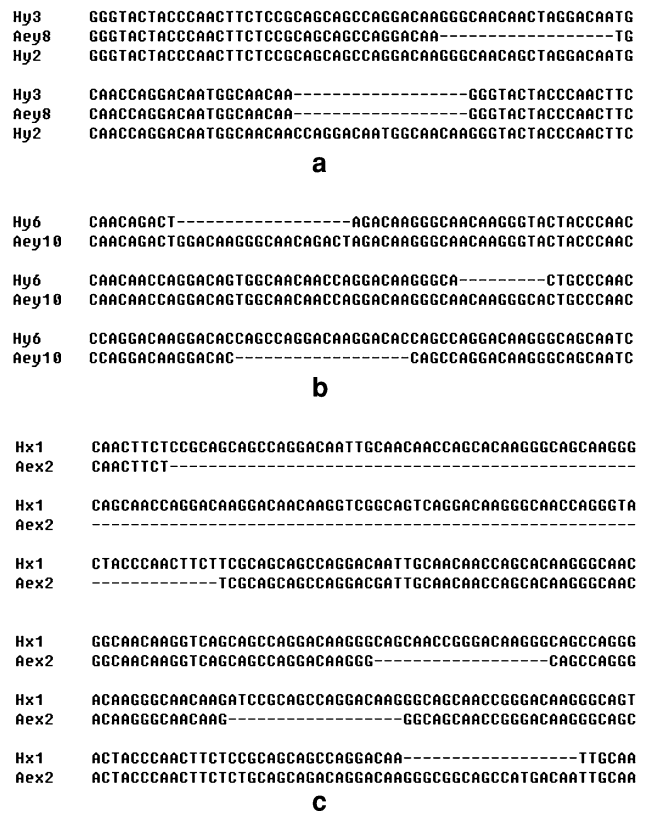 Hy3 GGGTACTACCCAACTTCTCCGCAGCAGCCAGGACAAGGGCAACAACTAGGACAATG
Aey8 GGGTACTACCCAACTTCTCCGCAGCAGCCAGGACAA------------------TG
Hy2 GGGTACTACCCAACTTCTCCGCAGCAGCCAGGACAAGGGCAACAGCTAGGACAATG
Hy3 CAACCAGGACAATGGCAACAA------------------GGGTACTACCCAACTTC
Aey8 CAACCAGGACAATGGCAACAA------------------GGGTACTACCCAACTTC
Hy2 CAACCAGGACAATGGCAACAACCAGGACAATGGCAACAAGGGTACTACCCAACTTC
a
Hy6 CAACAGACT------------------AGACAAGGGCAACAAGGGTACTACCCAAC
Aey10 CAACAGACTGGACAAGGGCAACAGACTAGACAAGGGCAACAAGGGTACTACCCAAC
Hy6 CAACAACCAGGACAGTGGCAACAACCAGGACAAGGGCA---------CTGCCCAAC
Aey10 CAACAACCAGGACAGTGGCAACAACCAGGACAAGGGCAACAAGGGCACTGCCCAAC
Hy6 CCAGGACAAGGACACCAGCCAGGACAAGGACACCAGCCAGGACAAGGGCAGCAATC
Aey10 CCAGGACAAGGACAC------------------CAGCCAGGACAAGGGCAGCAATC
b
Hx1 CAACTTCTCCGCAGCAGCCAGGACAATTGCAACAACCAGCACAAGGGCAGCAAGGG
Aex2 CAACTTCT------------------------------------------------
Hx1 CAGCAACCAGGACAAGGACAACAAGGTCGGCAGTCAGGACAAGGGCAACCAGGGTA
Aex2 --------------------------------------------------------
Hx1 CTACCCAACTTCTTCGCAGCAGCCAGGACAATTGCAACAACCAGCACAAGGGCAAC
Aex2 -------------TCGCAGCAGCCAGGACGATTGCAACAACCAGCACAAGGGCAAC
Hx1 GGCAACAAGGTCAGCAGCCAGGACAAGGGCAGCAACCGGGACAAGGGCAGCCAGGG
Aex2 GGCAACAAGGTCAGCAGCCAGGACAAGGG------------------CAGCCAGGG
Hx1 ACAAGGGCAACAAGATCCGCAGCCAGGACAAGGGCAGCAACCGGGACAAGGGCAGT
Aex2 ACAAGGGCAACAAG------------------GGCAGCAACCGGGACAAGGGCAGC
Hx1 ACTACCCAACTTCTCCGCAGCAGCCAGGACAA------------------TTGCAA
Aex2 ACTACCCAACTTCTCTGCAGCAGACAGGACAAGGGCGGCAGCCATGACAATTGCAA
c